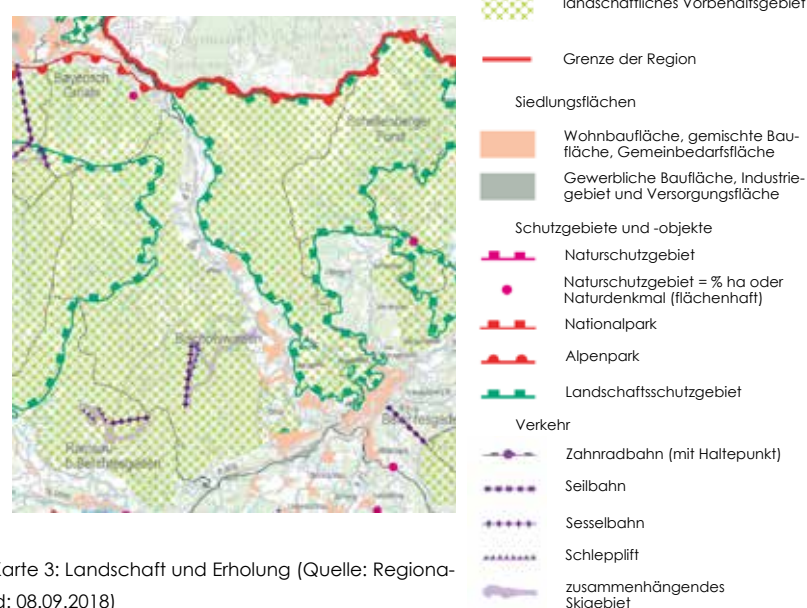 landschaftliches Vorbehaltsgebiet
Grenze der Region
Siedlungsflächen
Wohnbaufläche, gemischte Bau-
fläche, Gemeinbedarfsfläche
Gewerbliche Baufläche, Industrie-
gebiet und Versorgungsfläche
Schutzgebiete und -objekte
Naturschutzgebiet
Naturschutzgebiet = % ha oder
Naturdenkmal (flächenhaft)
Nationalpark
Alpenpark
Landschaftsschutzgebiet
Verkehr
Zahnradbahn (mit Haltepunkt)
Seilbahn
Sesselbahn
Schlepplift
zusammenhängendes
Skigebiet
Bayerisch
Gmain
Schellenberger
Forst
Bischofswiesen
Ramsau
b.Berchtesgaden
Karte 3: Landschaft und Erholung (Quelle: Regiona-
d: 08.09.2018)